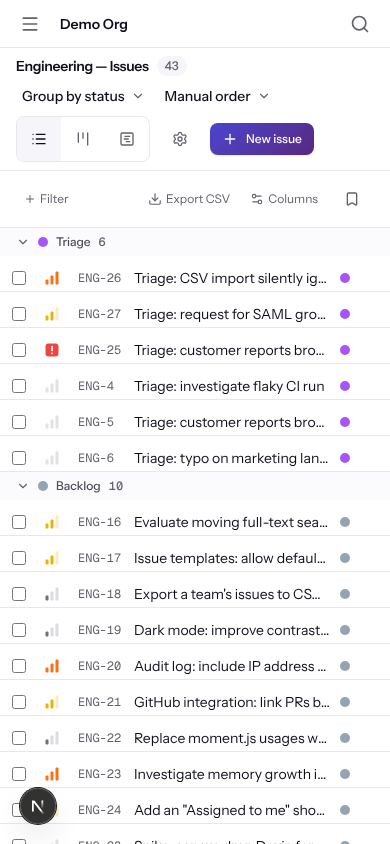 Demo Org
Engineering — Issues 43
Group by status Manual order
New issue
Filter Export CSV Columns
Triage 6
ENG-26 Triage: CSV import silently ig...
ENG-27 Triage: request for SAML gro...
ENG-25 Triage: customer reports bro...
ENG-4 Triage: investigate flaky CI run
ENG-5 Triage: customer reports bro...
ENG-6 Triage: typo on marketing lan...
Backlog 10
ENG-16 Evaluate moving full-text sea...
ENG-17 Issue templates: allow defaul...
ENG-18 Export a team's issues to CS...
ENG-19 Dark mode: improve contrast...
ENG-20 Audit log: include IP address ...
ENG-21 GitHub integration: link PRs b...
ENG-22 Replace moment.js usages w...
ENG-23 Investigate memory growth i...
N ENG-24 Add an "Assigned to me" sho...